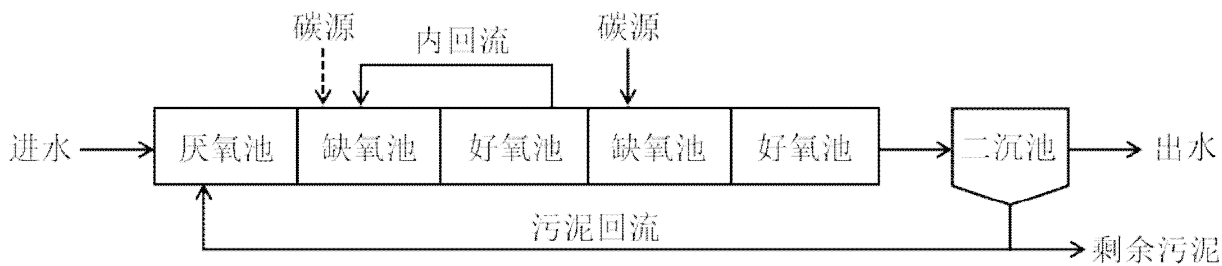 碳源
碳源
内回流
进水
厌氧池
缺氧池
好氧池
缺氧池
好氧池
二沉池
出水
污泥回流
剩余污泥